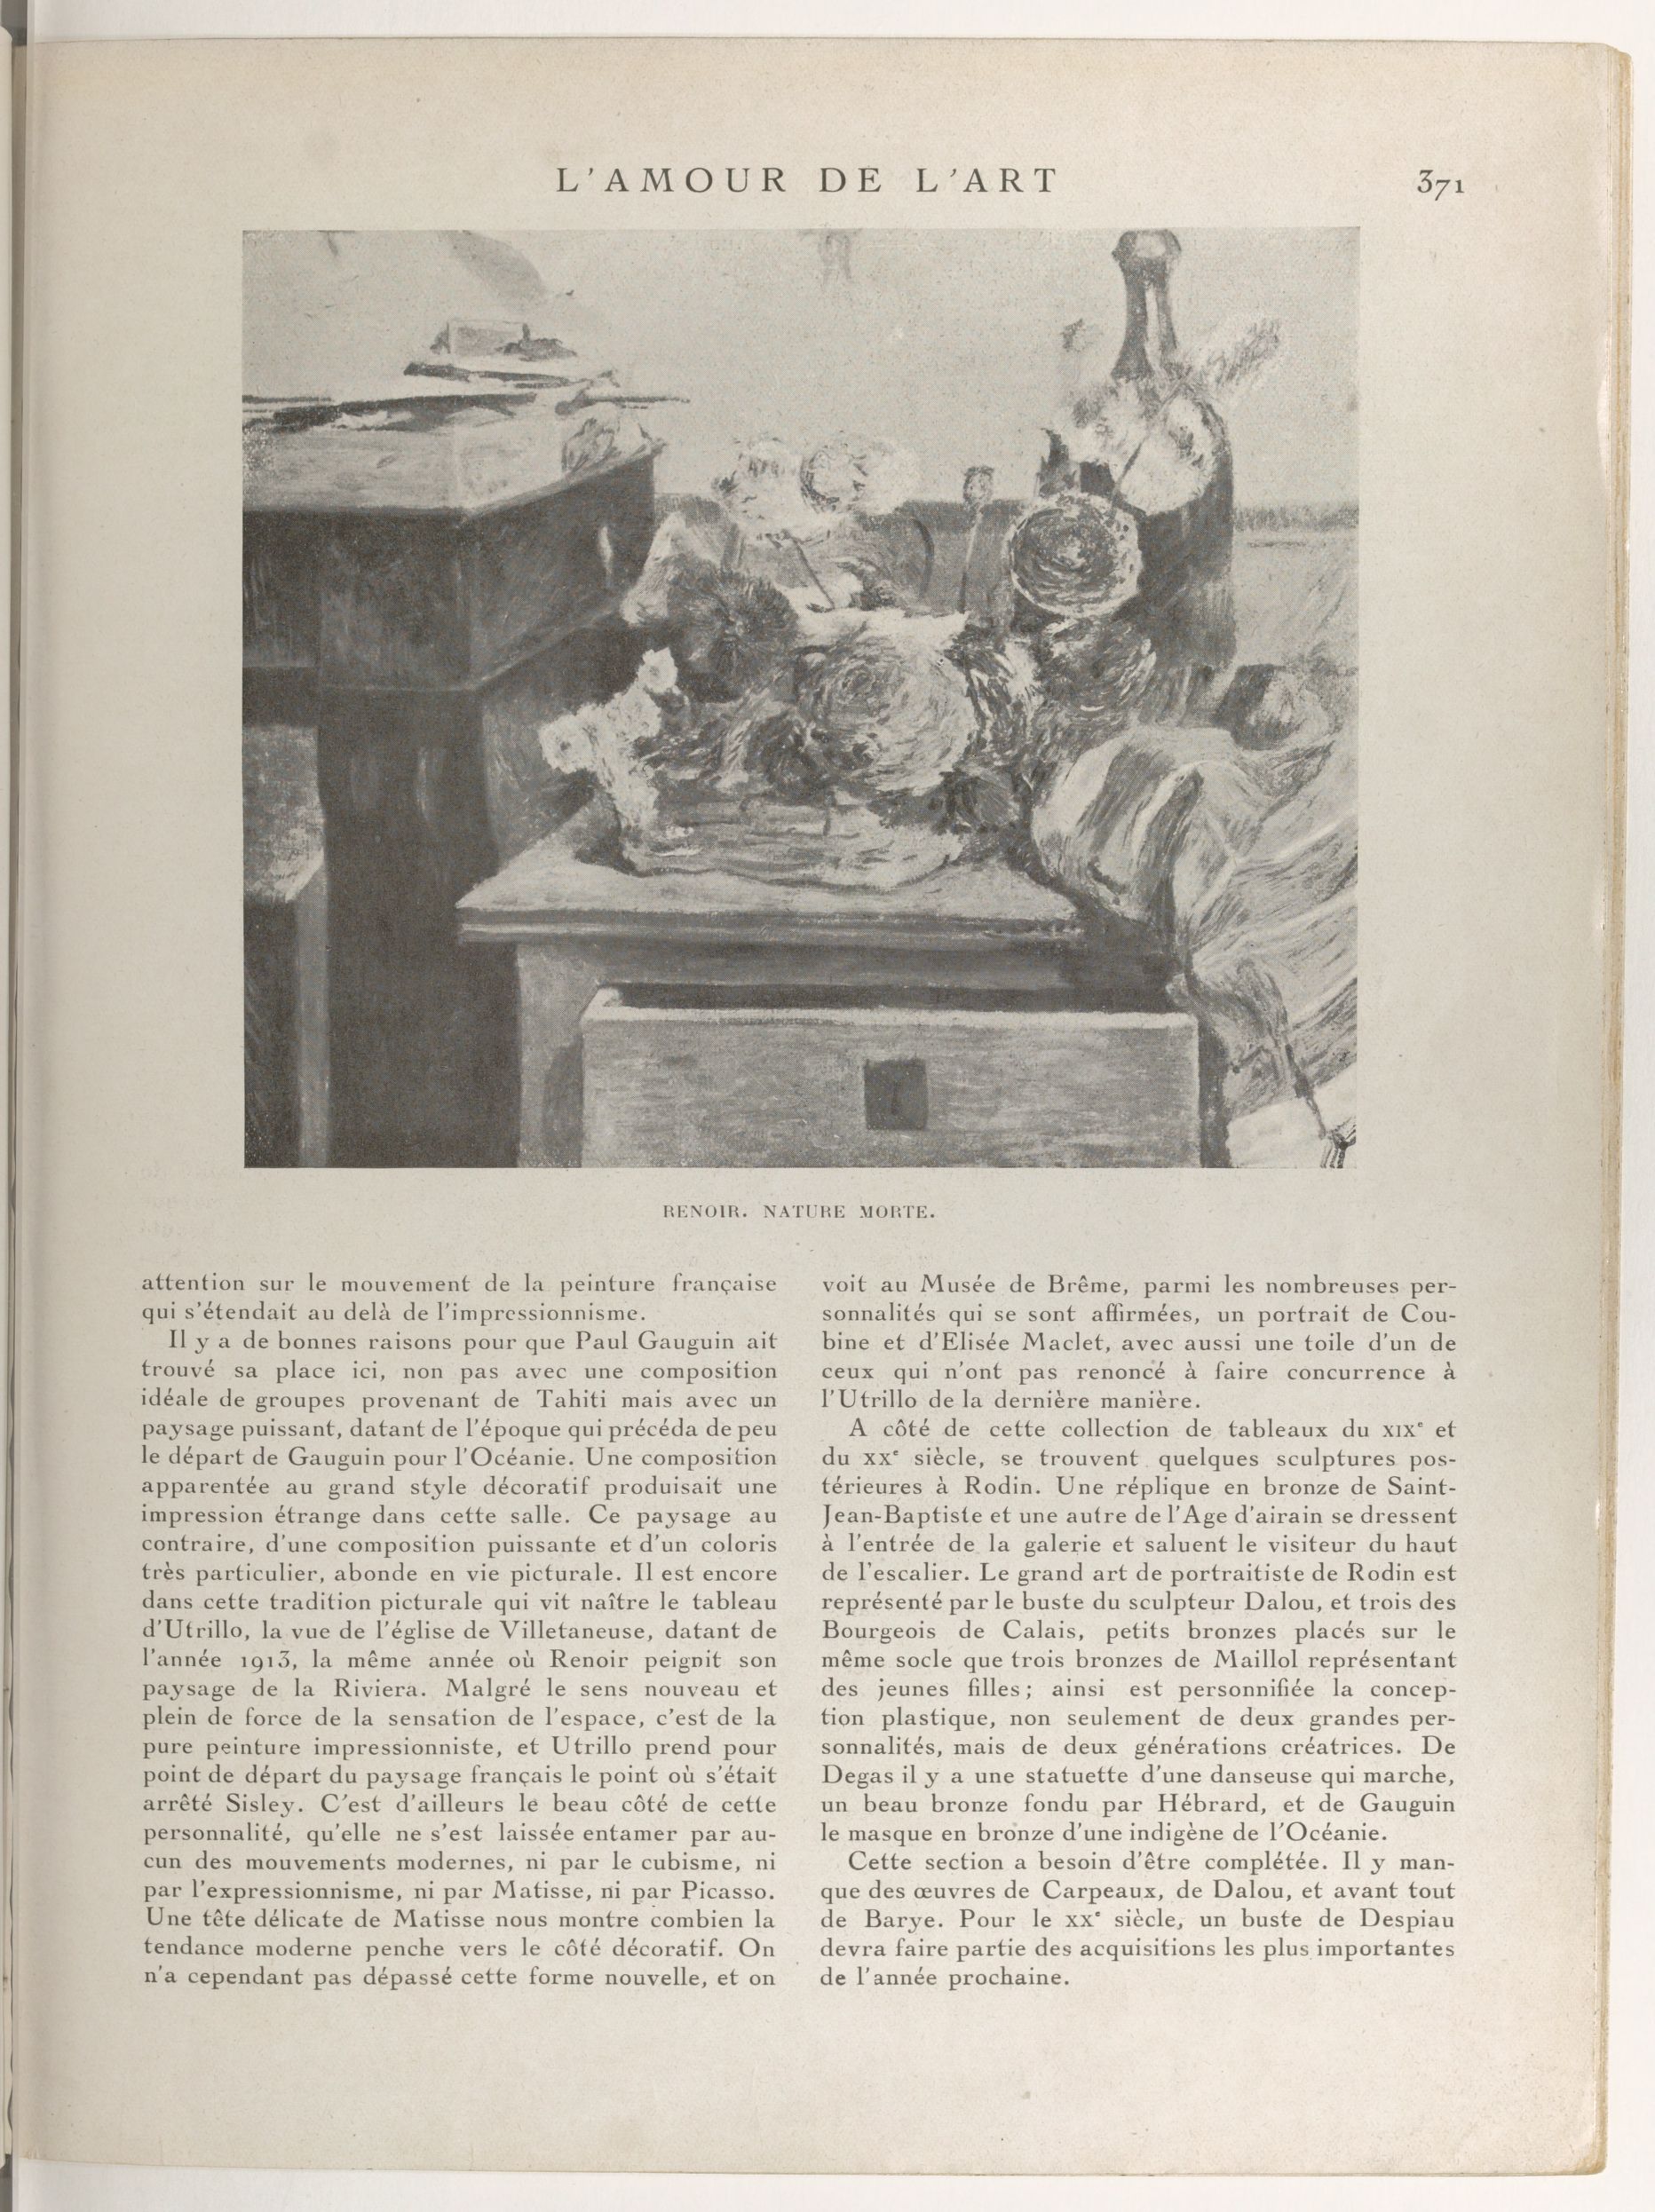 L'AMOUR DE L'ART
371
RENOIR. NATURE MORTE.
attention sur le mouvement de la peinture française
qui s'étendait au delà de l'impressionnisme.
Il y a de bonnes raisons pour que Paul Gauguin ait
trouvé sa place ici, non pas avec une composition
idéale de groupes provenant de Tahiti mais avec un
paysage puissant, datant de l'époque qui précéda de peu
le départ de Gauguin pour l'Océanie. Une composition
apparentée au grand style décoratif produisait une
impression étrange dans cette salle. Ce paysage au
contraire, d'une composition puissante et d'un coloris
très particulier, abonde en vie picturale. Il est encore
dans cette tradition picturale qui vit naître le tableau
d'Utrillo, la vue de l'église de Villetaneuse, datant de
l'année 1913, la même année où Renoir peignit son
paysage de la Riviera. Malgré le sens nouveau et
plein de force de la sensation de l'espace, c'est de la
pure peinture impressionniste, et Utrillo prend pour
point de départ du paysage français le point où s'était
arrêté Sisley. C'est d'ailleurs le beau côté de cette
personnalité, qu'elle ne s'est laissée entamer par au-
cun des mouvements modernes, ni par le cubisme, ni
par l'expressionnisme, ni par Matisse, ni par Picasso.
Une tête délicate de Matisse nous montre combien la
tendance moderne penche vers le côté décoratif. On
n'a cependant pas dépassé cette forme nouvelle, et on
voit au Musée de Brême, parmi les nombreuses per-
sonnalités qui se sont affirmées, un portrait de Cou-
bine et d'Elisée Maclet, avec aussi une toile d'un de
ceux qui n'ont pas renoncé à faire concurrence à
l'Utrillo de la dernière manière.
A côté de cette collection de tableaux du XIXe et
du XXe siècle, se trouvent quelques sculptures pos-
térieures à Rodin. Une réplique en bronze de Saint-
Jean-Baptiste et une autre de l'Age d'airain se dressent
à l'entrée de la galerie et saluent le visiteur du haut
de l'escalier. Le grand art de portraitiste de Rodin est
représenté par le buste du sculpteur Dalou, et trois des
Bourgeois de Calais, petits bronzes placés sur le
même socle que trois bronzes de Maillol représentant
des jeunes filles; ainsi est personnifiée la concep-
tion plastique, non seulement de deux grandes per-
sonnalités, mais de deux générations créatrices. De
Degas il y a une statuette d'une danseuse qui marche,
un beau bronze fondu par Hébrard, et de Gauguin
le masque en bronze d'une indigène de l'Océanie.
Cette section a besoin d'être complétée. Il y man-
que des œuvres de Carpeaux, de Dalou, et avant tout
de Barye. Pour le XXe siècle, un buste de Despiau
devra faire partie des acquisitions les plus importantes
de l'année prochaine.